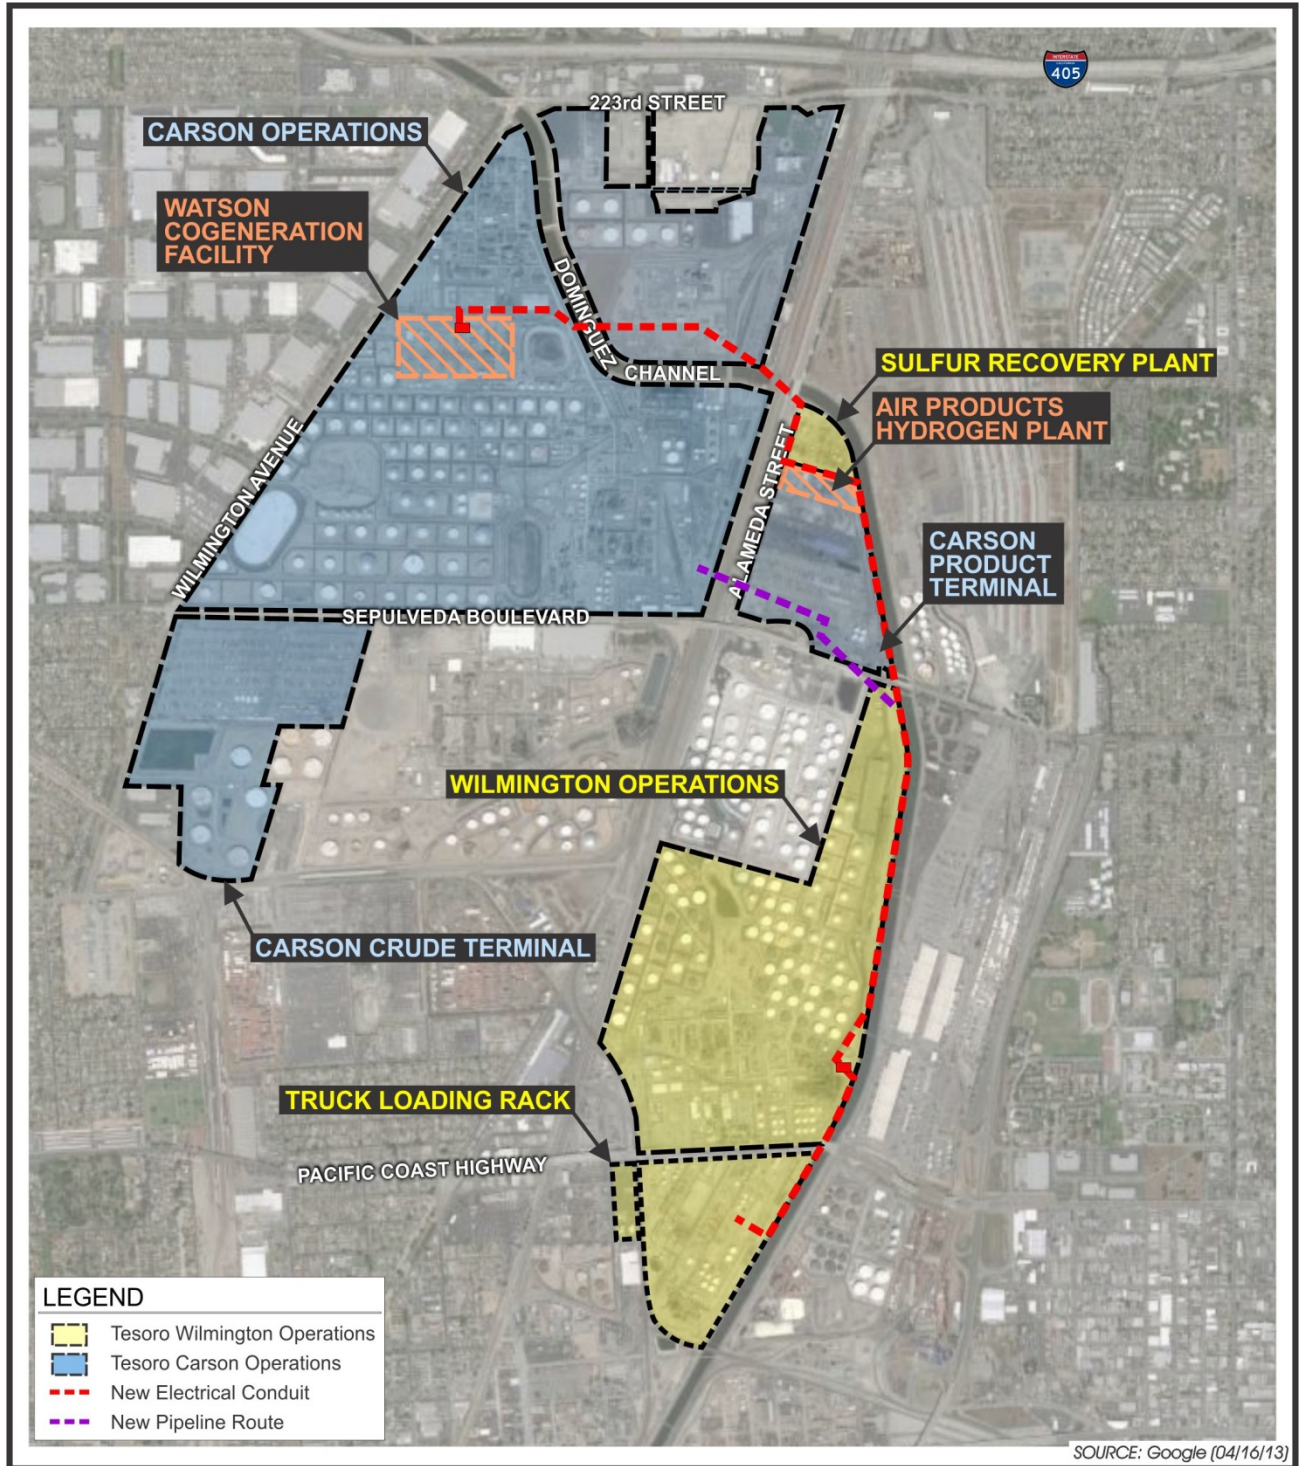 INTERSTATE
CALIFORNIA
405
223rd STREET
CARSON OPERATIONS
WATSON
COGENERATION
FACILITY
DOMINGUEZ
CHANNEL
SULFUR RECOVERY PLANT
AIR PRODUCTS
HYDROGEN PLANT
WILMINGTON AVENUE
ALAMEDA STREET
CARSON
PRODUCT
TERMINAL
SEPULVEDA BOULEVARD
WILMINGTON OPERATIONS
CARSON CRUDE TERMINAL
TRUCK LOADING RACK
PACIFIC COAST HIGHWAY
LEGEND
Tesoro Wilmington Operations
Tesoro Carson Operations
New Electrical Conduit
New Pipeline Route
SOURCE: Google (04/16/13)